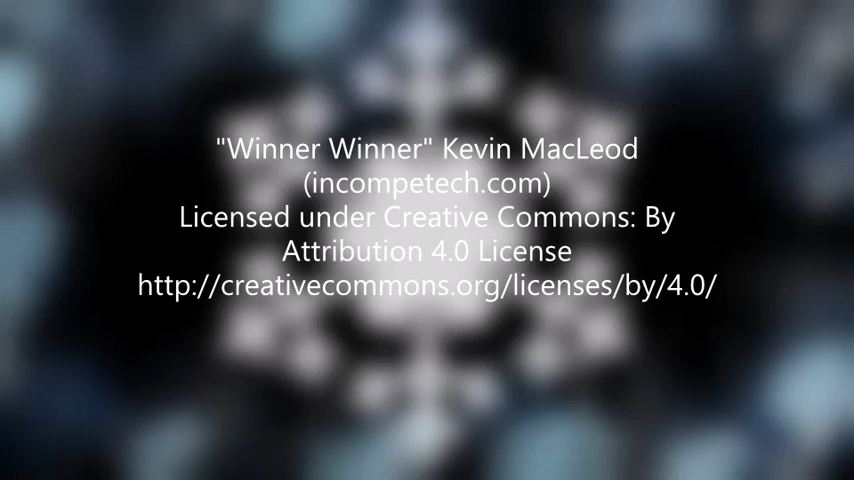 "Winner Winner" Kevin MacLeod
(incompetech.com)
Licensed under Creative Commons: By
Attribution 4.0 License
http://creativecommons.org/licenses/by/4.0/